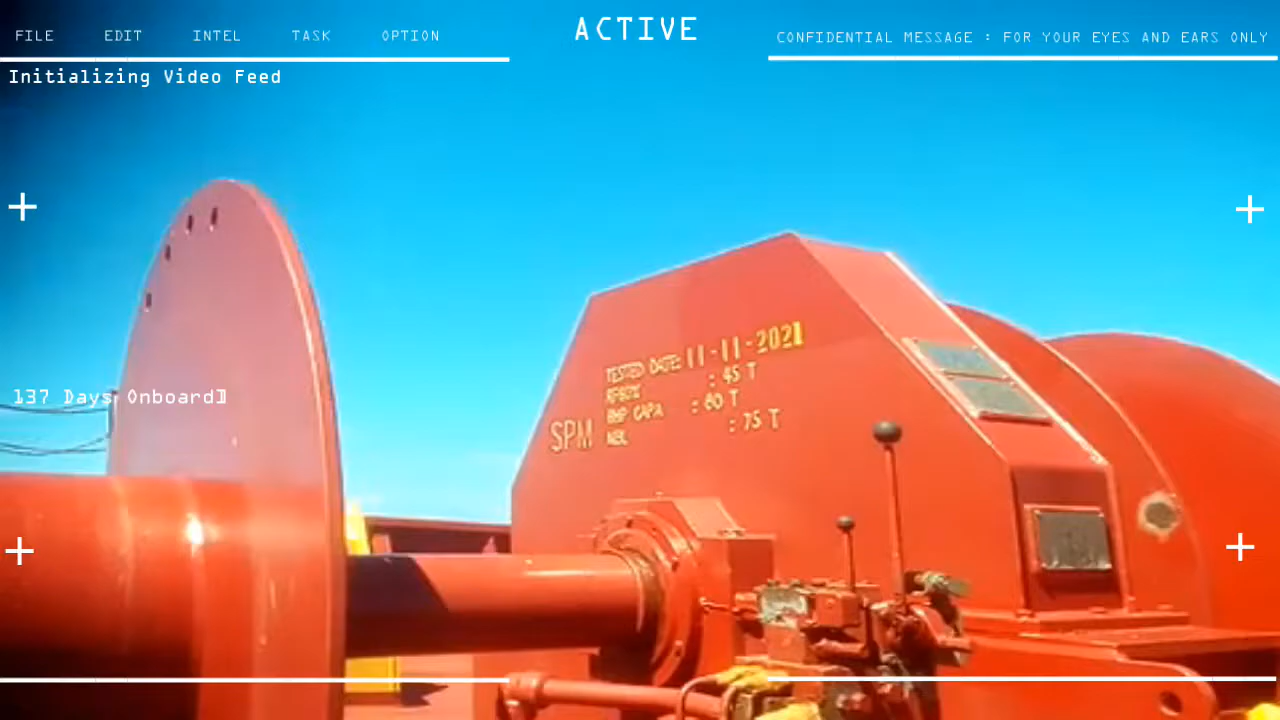 FILE EDIT INTEL TASK OPTION
ACTIVE
CONFIDENTIAL MESSAGE : FOR YOUR EYES AND EARS ONLY
Initializing Video Feed
137 Days Onboard
TESTED DATE: 11-11-2021
: 45 T
CAPA : 60 T
SPM
: 75 T